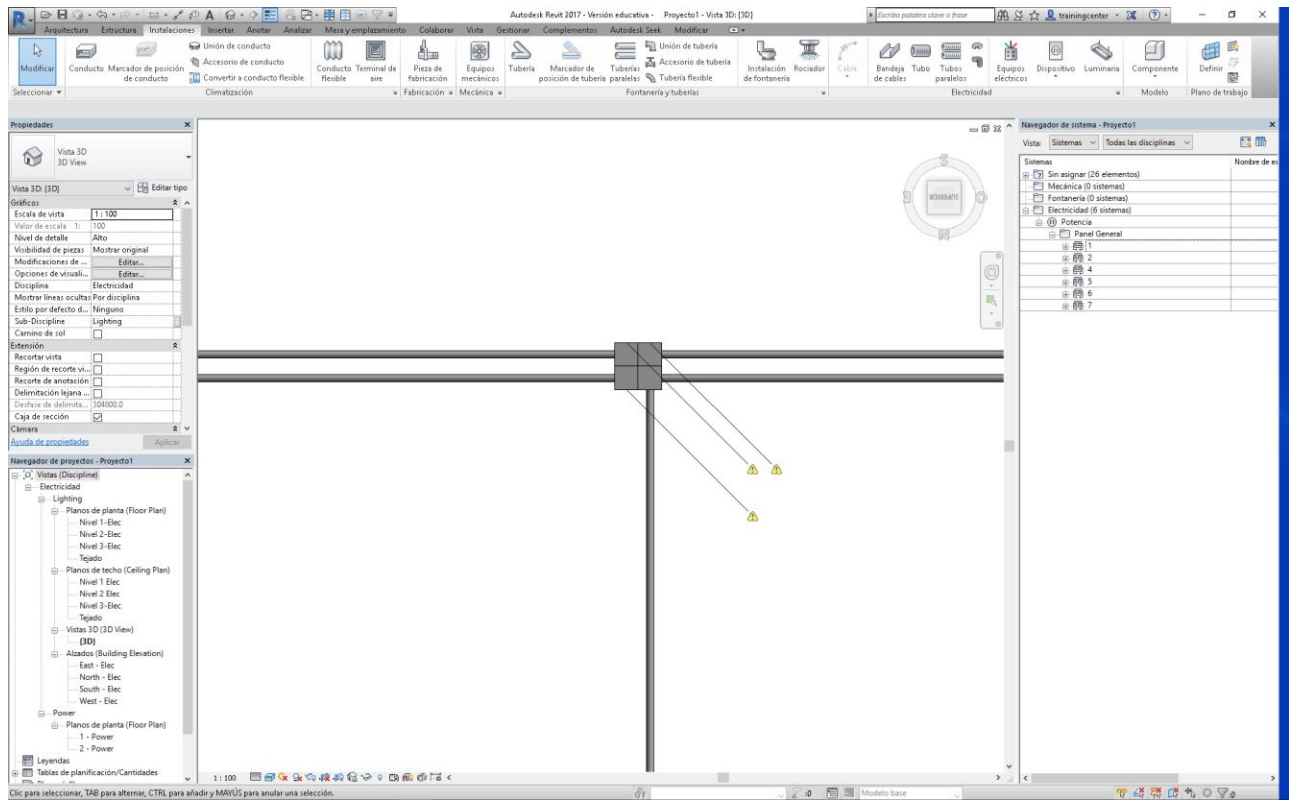 Autodesk Revit 2017 - Versión educativa - Proyecto1 - Vista 3D: {3D}
Escriba palabra clave o frase
trainingcenter
Arquitectura Estructura Instalaciones Insertar Anotar Analizar Masa y emplazamiento Colaborar Vista Gestionar Complementos Autodesk Seek Modificar
Modificar
Conducto
Marcador de posición de conducto
Unión de conducto
Accesorio de conducto
Convertir a conducto flexible
Conducto flexible
Terminal de aire
Pieza de fabricación
Equipos mecánicos
Tubería
Marcador de posición de tubería
Tuberías paralelas
Unión de tubería
Accesorio de tubería
Tubería flexible
Instalación de fontanería
Rociador
Cable
Bandeja de cables
Tubo
Tubos paralelos
Equipos eléctricos
Dispositivo
Luminaria
Componente
Definir
Seleccionar Climatización Fabricación Mecánica Fontanería y tuberías Electricidad Modelo Plano de trabajo
Propiedades
Vista 3D
3D View
Vista 3D: {3D} Editar tipo
Gráficos
Escala de vista 1 : 100
Valor de escala 1: 100
Nivel de detalle Alto
Visibilidad de piezas Mostrar original
Modificaciones de ... Editar...
Opciones de visuali... Editar...
Disciplina Electricidad
Mostrar líneas ocultas Por disciplina
Estilo por defecto d... Ninguno
Sub-Discipline Lighting
Camino de sol
Extensión
Recortar vista
Región de recorte vi...
Recorte de anotación
Delimitación lejana ...
Desfase de delimita... 304800.0
Caja de sección
Cámara
Ayuda de propiedades Aplicar
Navegador de proyectos - Proyecto1
Vistas (Discipline)
Electricidad
Lighting
Planos de planta (Floor Plan)
Nivel 1-Elec
Nivel 2-Elec
Nivel 3-Elec
Tejado
Planos de techo (Ceiling Plan)
Nivel 1 Elec
Nivel 2 Elec
Nivel 3-Elec
Tejado
Vistas 3D (3D View)
{3D}
Alzados (Building Elevation)
East - Elec
North - Elec
South - Elec
West - Elec
Power
Planos de planta (Floor Plan)
1 - Power
2 - Power
Leyendas
Tablas de planificación/Cantidades
SUPERIOR
S
E
O
N
Navegador de sistema - Proyecto1
Vista: Sistemas Todas las disciplinas
Sistemas Nombre de es
Sin asignar (26 elementos)
Mecánica (0 sistemas)
Fontanería (0 sistemas)
Electricidad (6 sistemas)
Potencia
Panel General
1
2
4
5
6
7
1 : 100
Clic para seleccionar, TAB para alternar, CTRL para añadir y MAYÚS para anular una selección.
:0
Modelo base
:0